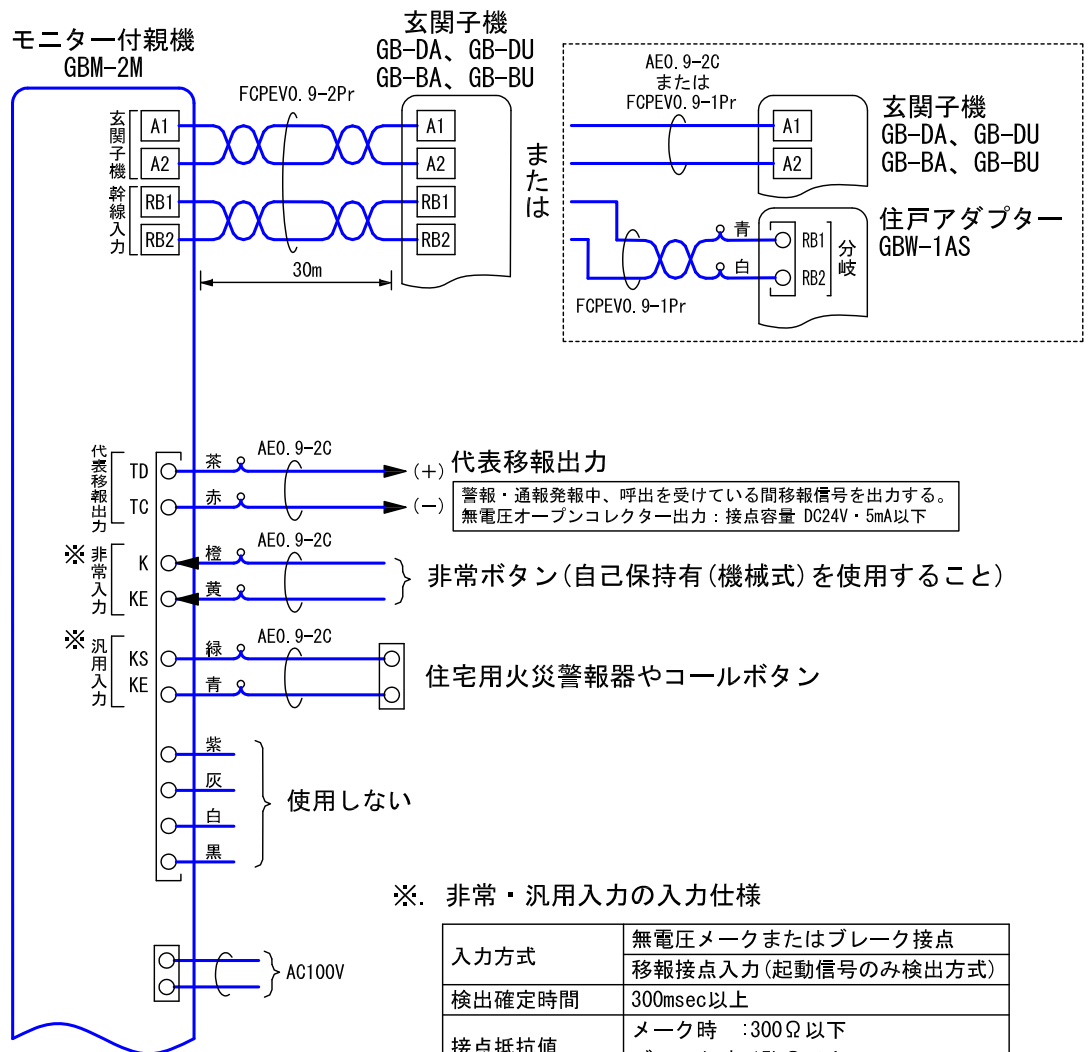 モニター付親機
GBM-2M
玄関子機
A1
A2
幹線入力
RB1
RB2
FCPEV0.9-2Pr
30m
玄関子機
GB-DA、GB-DU
GB-BA、GB-BU
A1
A2
RB1
RB2
または
AE0.9-2C
または
FCPEV0.9-1Pr
A1
A2
玄関子機
GB-DA、GB-DU
GB-BA、GB-BU
青
白
FCPEV0.9-1Pr
RB1
RB2
分岐
住戸アダプター
GBW-1AS
代表移報出力
TD
TC
茶
赤
AE0.9-2C
(+)
(-)
代表移報出力
警報・通報発報中、呼出を受けている間移報信号を出力する。
無電圧オープンコレクター出力：接点容量 DC24V・5mA以下
※
非常入力
K
KE
橙
黄
AE0.9-2C
非常ボタン(自己保持有(機械式)を使用すること)
※
汎用入力
KS
KE
緑
青
AE0.9-2C
住宅用火災警報器やコールボタン
紫
灰
白
黒
使用しない
AC100V
※. 非常・汎用入力の入力仕様
入力方式
無電圧メークまたはブレーク接点
移報接点入力(起動信号のみ検出方式)
検出確定時間
300msec以上
接点抵抗値
メーク時 :300Ω以下